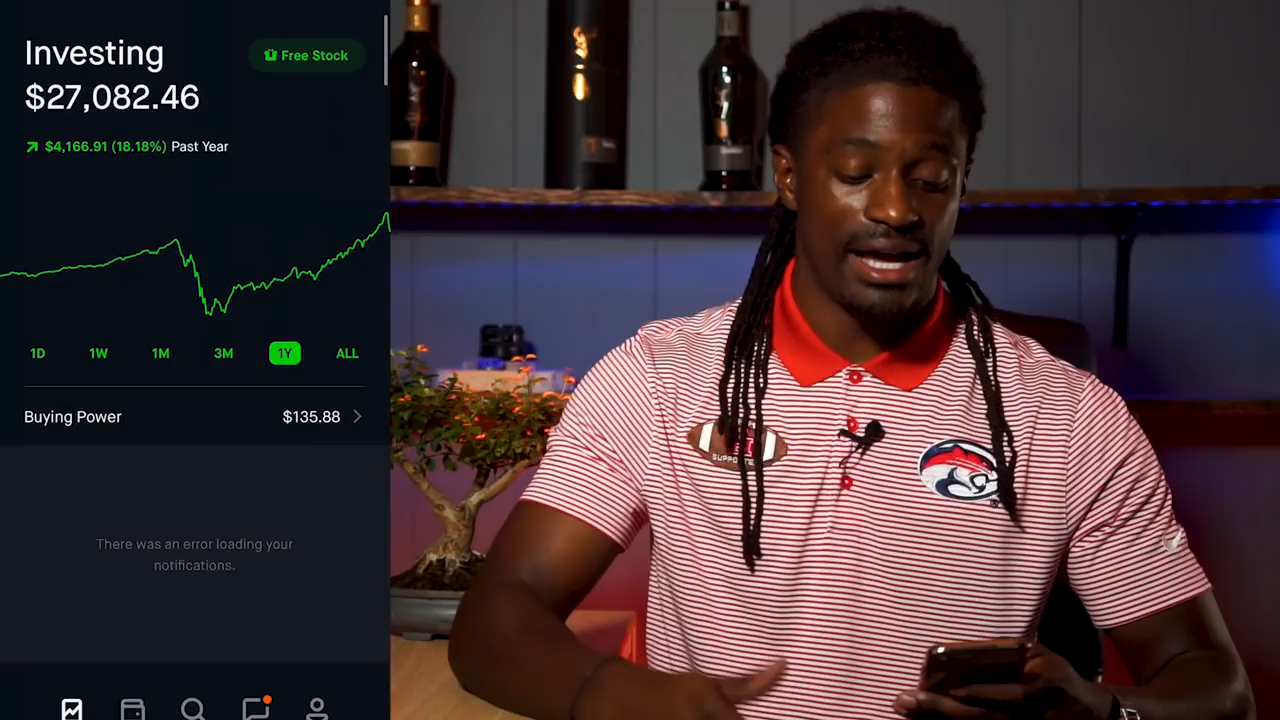 Investing
Free Stock
$27,082.46
$4,166.91 (18.18%) Past Year
1D 1W 1M 3M 1Y ALL
Buying Power $135.88
There was an error loading your
notifications.